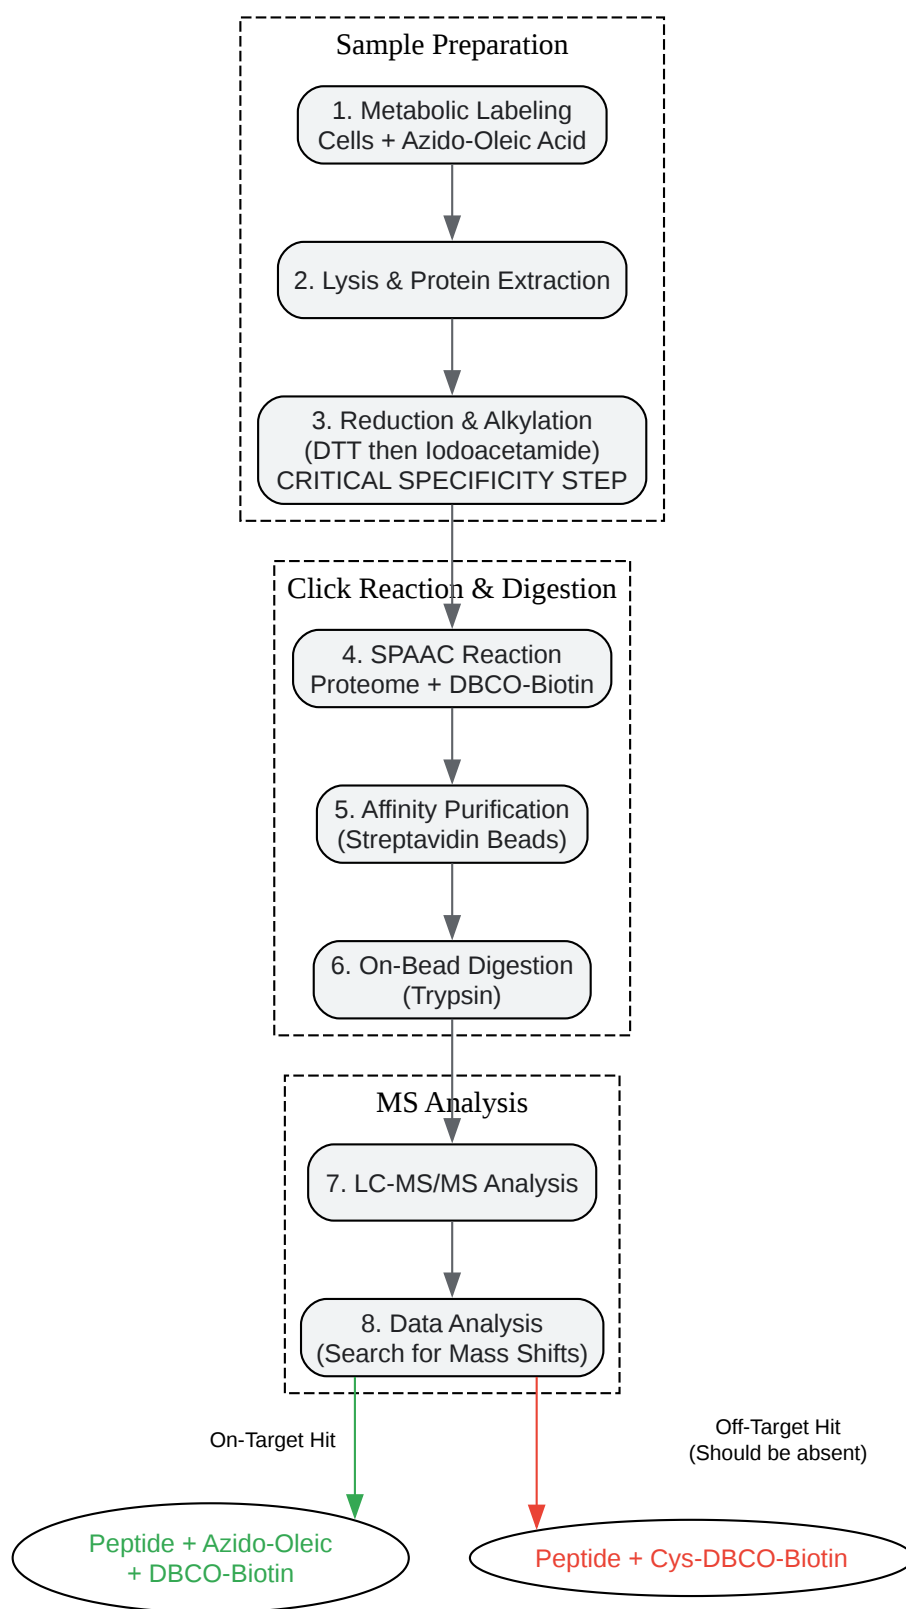 Sample Preparation
1. Metabolic Labeling
Cells + Azido-Oleic Acid
2. Lysis & Protein Extraction
3. Reduction & Alkylation
(DTT then Iodoacetamide)
CRITICAL SPECIFICITY STEP
Click Reaction & Digestion
4. SPAAC Reaction
Proteome + DBCO-Biotin
5. Affinity Purification
(Streptavidin Beads)
6. On-Bead Digestion
(Trypsin)
MS Analysis
7. LC-MS/MS Analysis
8. Data Analysis
(Search for Mass Shifts)
On-Target Hit
Off-Target Hit
(Should be absent)
Peptide + Azido-Oleic
+ DBCO-Biotin
Peptide + Cys-DBCO-Biotin